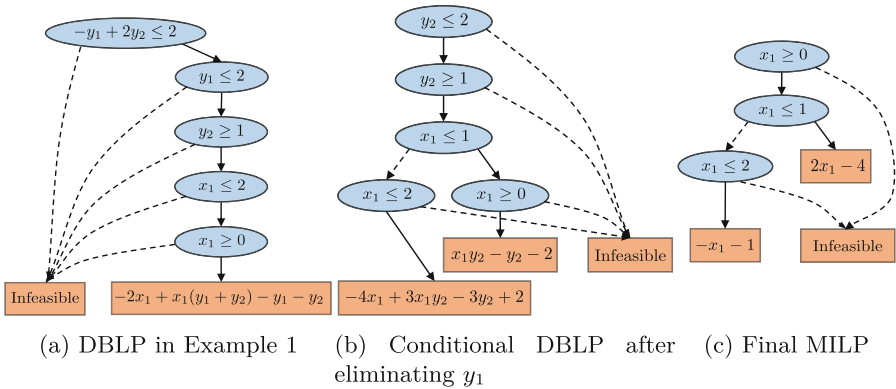 −y₁ + 2y₂ ≤ 2
y₁ ≤ 2
y₂ ≥ 1
x₁ ≤ 2
x₁ ≥ 0
Infeasible
−2x₁ + x₁(y₁ + y₂) − y₁ − y₂
(a) DBLP in Example 1
y₂ ≤ 2
y₂ ≥ 1
x₁ ≤ 1
x₁ ≤ 2
x₁ ≥ 0
x₁y₂ − y₂ − 2
Infeasible
−4x₁ + 3x₁y₂ − 3y₂ + 2
(b) Conditional DBLP after
eliminating y₁
x₁ ≥ 0
x₁ ≤ 1
x₁ ≤ 2
2x₁ − 4
−x₁ − 1
Infeasible
(c) Final MILP